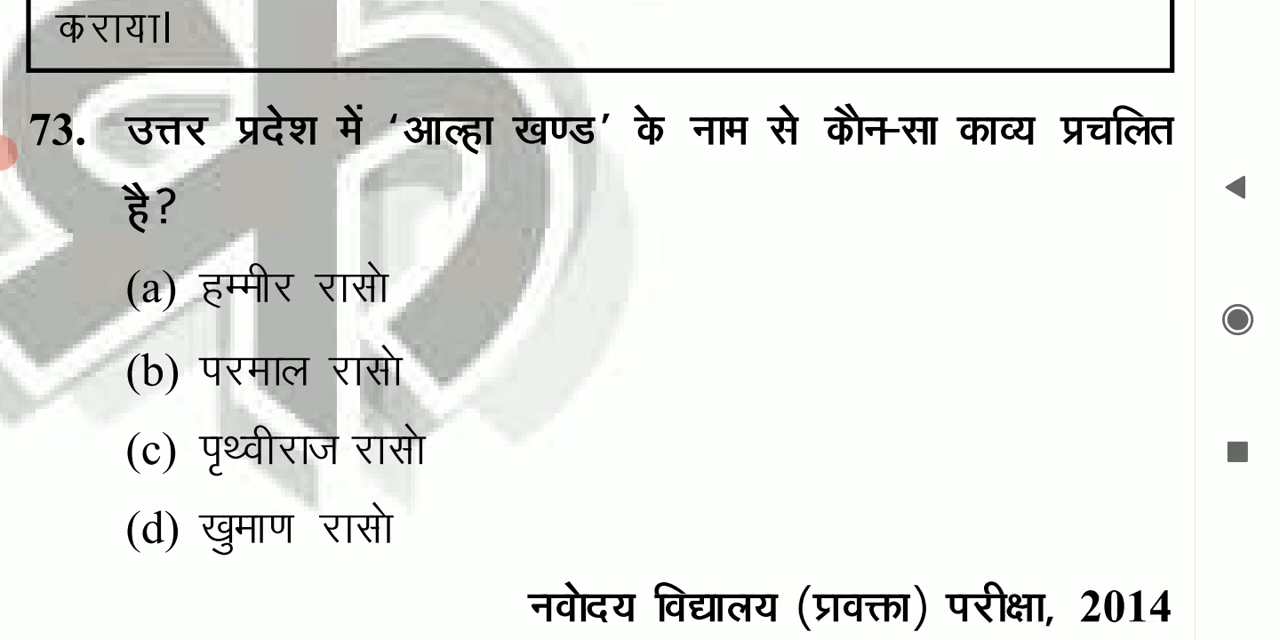 कराया।
73. उत्तर प्रदेश में ‘आल्हा खण्ड’ के नाम से कौन-सा काव्य प्रचलित
है?
(a) हम्मीर रासो
(b) परमाल रासो
(c) पृथ्वीराज रासो
(d) खुमाण रासो
नवोदय विद्यालय (प्रवक्ता) परीक्षा, 2014